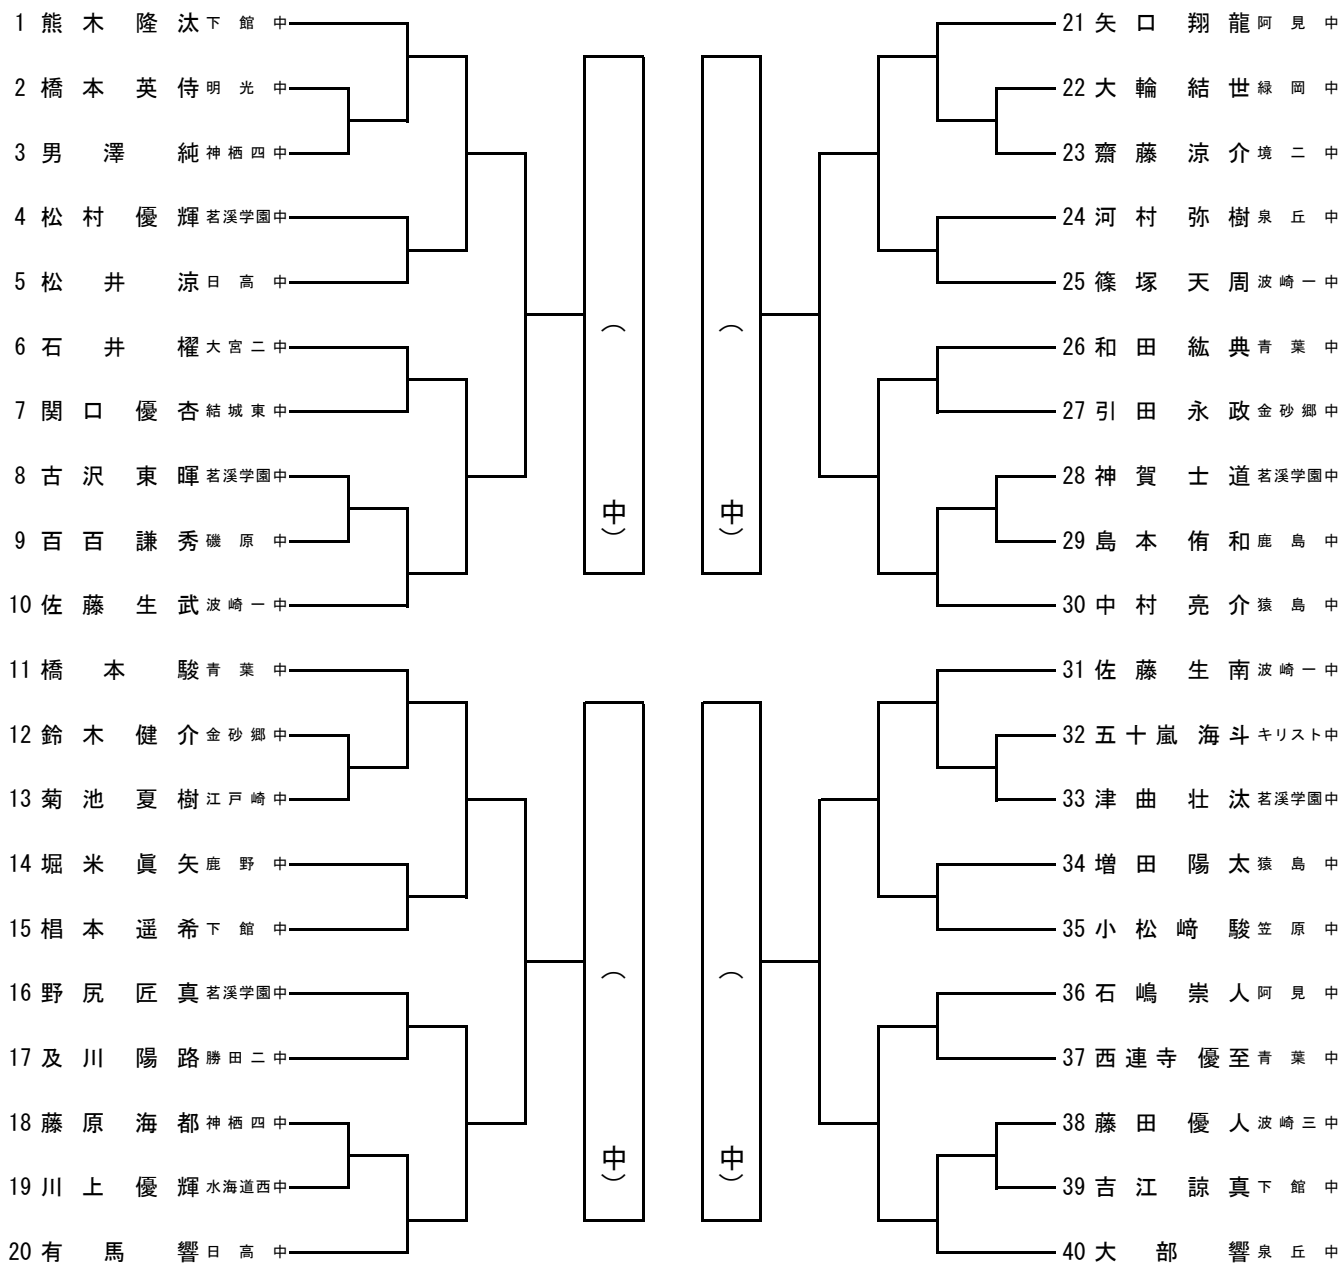 1 熊木 隆汰 下館中
2 橋本 英侍 明光中
3 男澤 純 神栖四中
4 松村 優輝 茗溪学園中
5 松井 涼 日高中
6 石井 櫂 大宮二中
7 関口 優杏 結城東中
8 古沢 東暉 茗溪学園中
9 百百 謙秀 磯原中
10 佐藤 生武 波崎一中
11 橋本 駿 青葉中
12 鈴木 健介 金砂郷中
13 菊池 夏樹 江戸崎中
14 堀米 眞矢 鹿野中
15 椙本 遥希 下館中
16 野尻 匠真 茗溪学園中
17 及川 陽路 勝田二中
18 藤原 海都 神栖四中
19 川上 優輝 水海道西中
20 有馬 響 日高中
( 中)
( 中)
( 中)
( 中)
21 矢口 翔龍 阿見中
22 大輪 結世 緑岡中
23 齋藤 涼介 境二中
24 河村 弥樹 泉丘中
25 篠塚 天周 波崎一中
26 和田 紘典 青葉中
27 引田 永政 金砂郷中
28 神賀 士道 茗溪学園中
29 島本 侑和 鹿島中
30 中村 亮介 猿島中
31 佐藤 生南 波崎一中
32 五十嵐 海斗 キリスト中
33 津曲 壮汰 茗溪学園中
34 増田 陽太 猿島中
35 小松﨑 駿 笠原中
36 石嶋 崇人 阿見中
37 西連寺 優至 青葉中
38 藤田 優人 波崎三中
39 吉江 諒真 下館中
40 大部 響 泉丘中